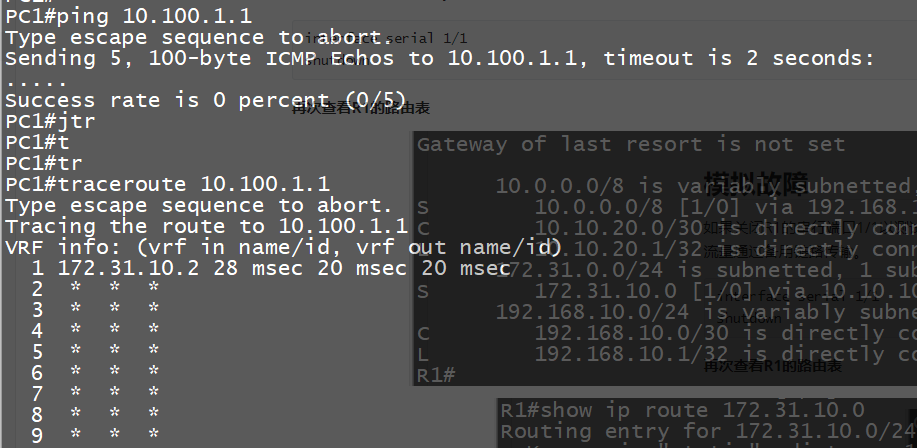 PC1#
PC1#ping 10.100.1.1
Type escape sequence to abort.
Sending 5, 100-byte ICMP Echos to 10.100.1.1, timeout is 2 seconds:
.....
Success rate is 0 percent (0/5)
PC1#jtr
PC1#t
PC1#tr
PC1#traceroute 10.100.1.1
Type escape sequence to abort.
Tracing the route to 10.100.1.1
VRF info: (vrf in name/id, vrf out name/id)
1 172.31.10.2 28 msec 20 msec 20 msec
2 * * *
3 * * *
4 * * *
5 * * *
6 * * *
7 * * *
8 * * *
9 * * *
interface serial 1/1
shutdown
再次查看R1的路由表
Gateway of last resort is not set
10.0.0.0/8 is variably subnetted,
S 10.0.0.0/8 [1/0] via 192.168.1
C 10.10.20.0/30 is directly conn
10.10.20.1/32 is directly conn
172.31.0.0/24 is subnetted, 1 sub
S 172.31.10.0 [1/0] via 10.10.10
192.168.10.0/24 is variably subne
C 192.168.10.0/30 is directly co
L 192.168.10.1/32 is directly co
R1#
模拟故障
shutdown
再次查看R1的路由表
R1#show ip route 172.31.10.0
Routing entry for 172.31.10.0/24